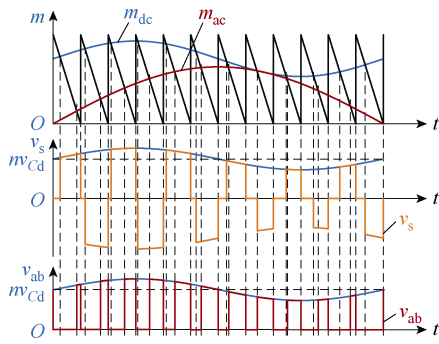 m m_dc m_ac
O t
v_s
nv_Cd
O t
v_s
v_ab
nv_Cd
v_ab
O t